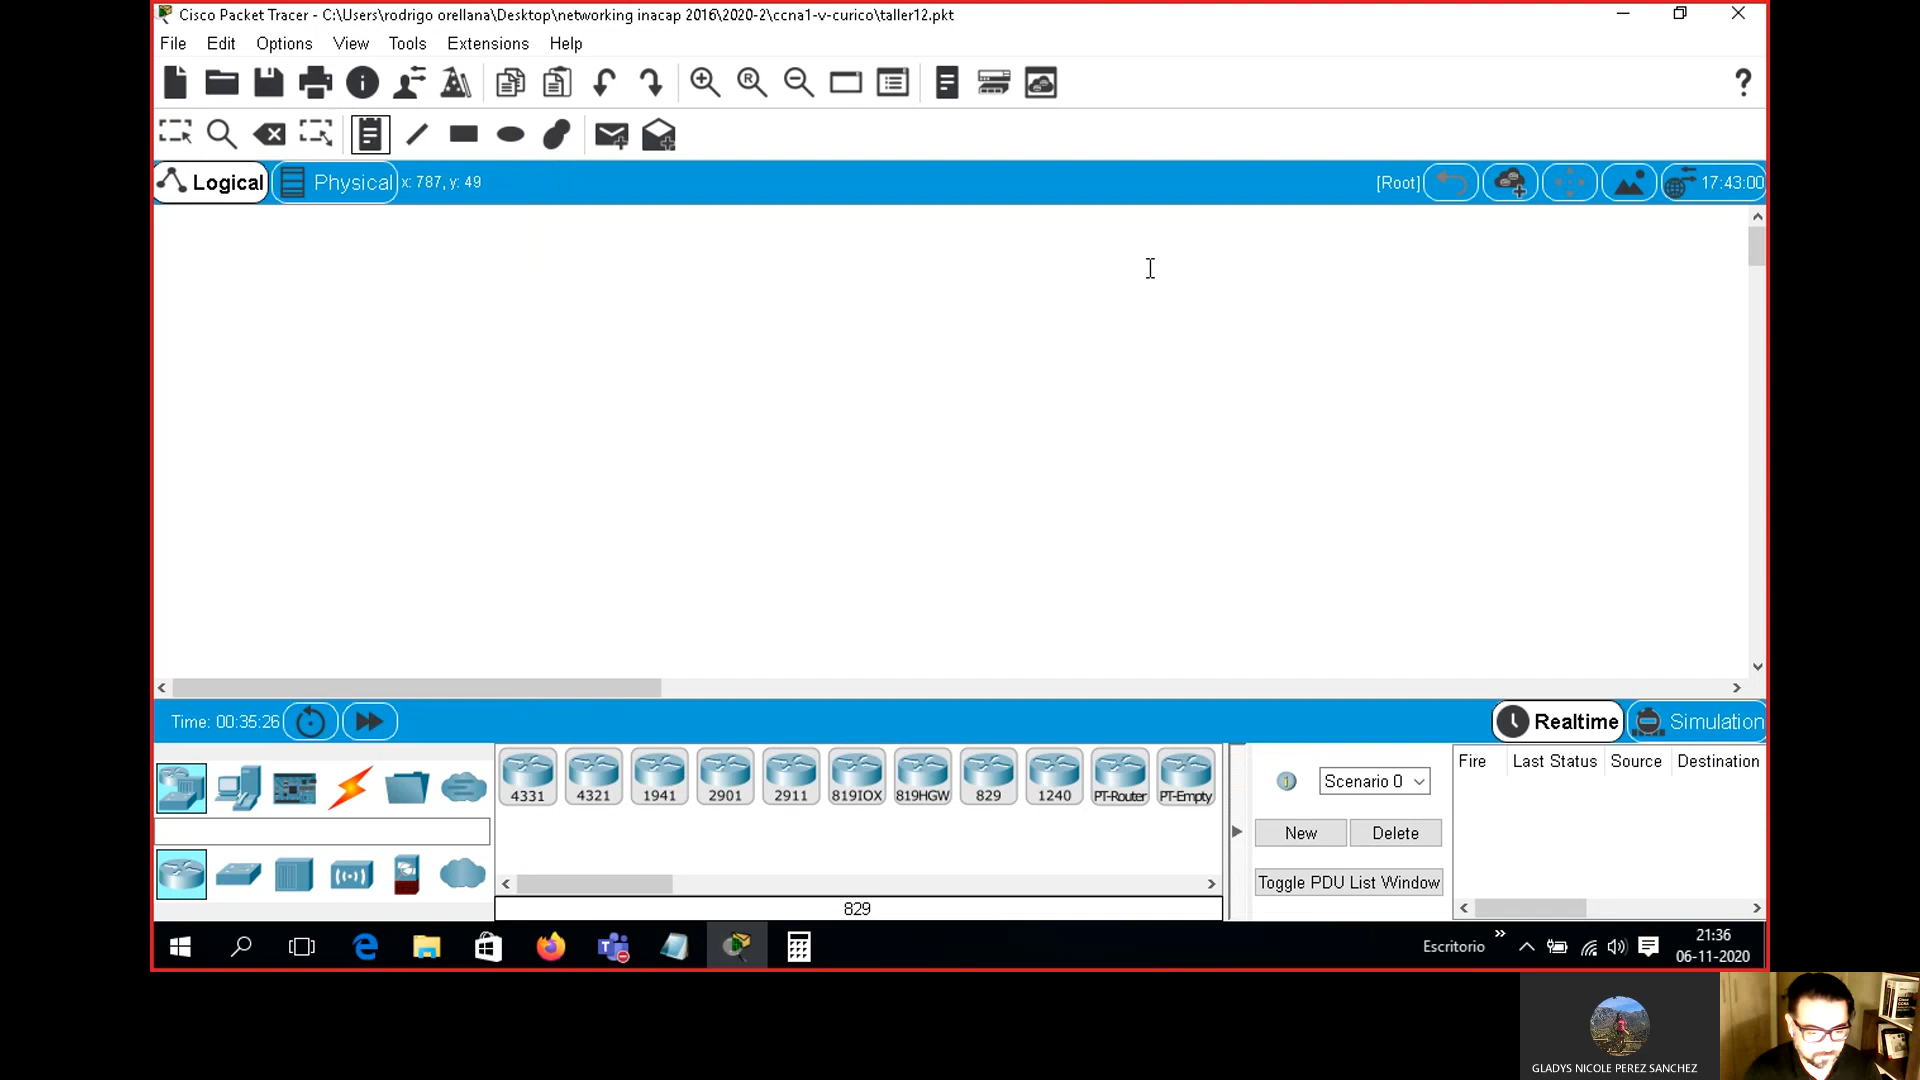 Cisco Packet Tracer - C:\Users\rodrigo orellana\Desktop\networking inacap 2016\2020-2\ccna1-v-curico\taller12.pkt
File Edit Options View Tools Extensions Help
Logical Physical x: 787, y: 49 [Root] 17:43:00
Time: 00:35:26 Realtime Simulation
4331 4321 1941 2901 2911 819IOX 819HGW 829 1240 PT-Router PT-Empty
Scenario 0
Fire Last Status Source Destination
New Delete
Toggle PDU List Window
829
Escritorio
21:36
06-11-2020
GLADYS NICOLE PEREZ SANCHEZ